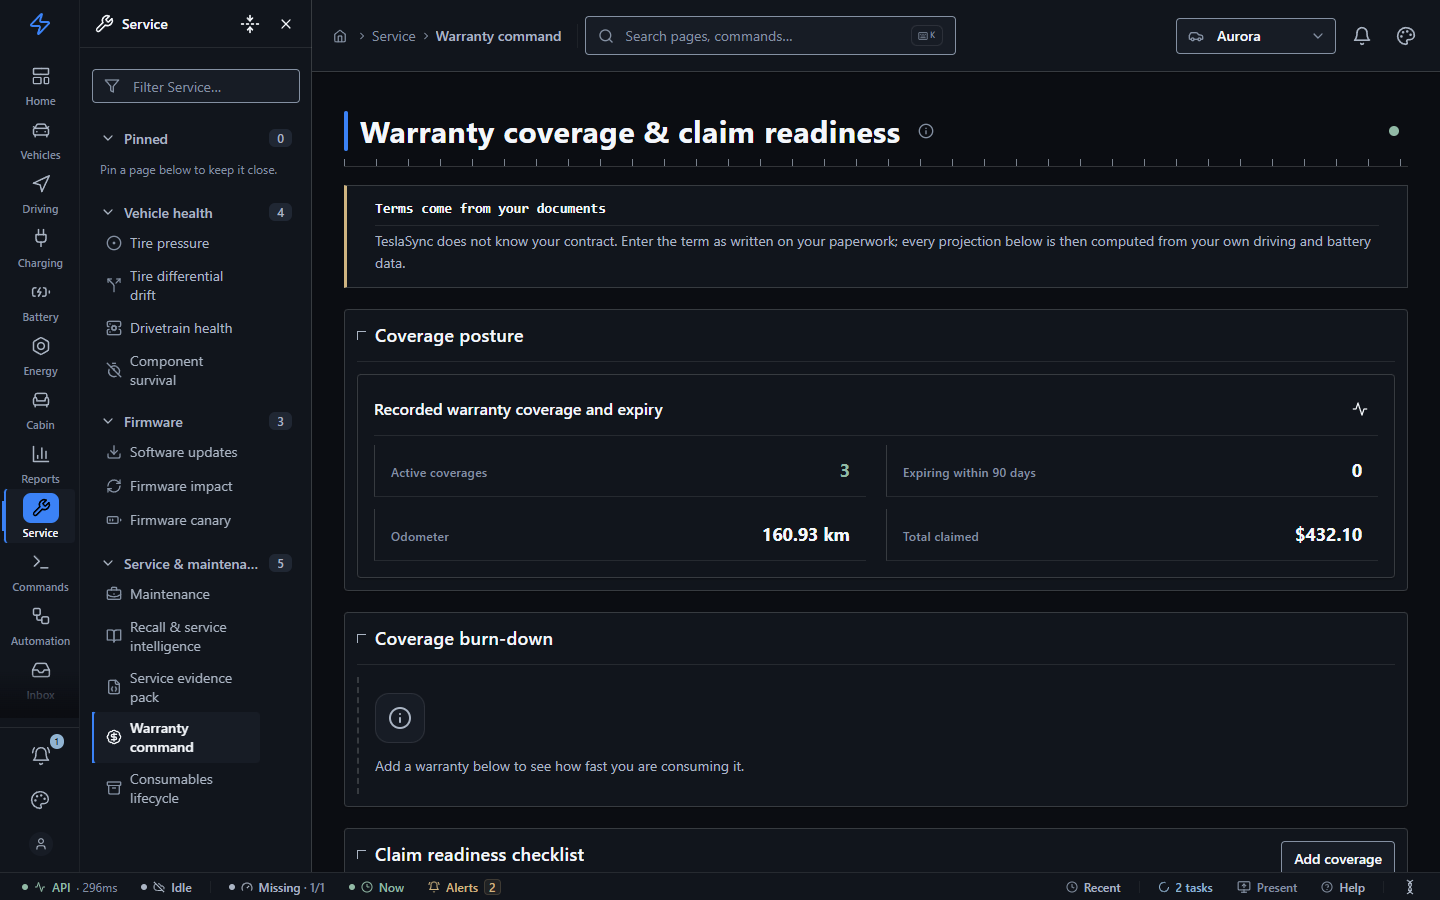 Service
Service
Warranty command
Search pages, commands...
K
Aurora
Home
Vehicles
Driving
Charging
Battery
Energy
Cabin
Reports
Service
Commands
Automation
Inbox
1
Filter Service...
Pinned
0
Pin a page below to keep it close.
Vehicle health
4
Tire pressure
Tire differential
drift
Drivetrain health
Component
survival
Firmware
3
Software updates
Firmware impact
Firmware canary
Service & maintena...
5
Maintenance
Recall & service
intelligence
Service evidence
pack
Warranty
command
Consumables
lifecycle
Warranty coverage & claim readiness
Terms come from your documents
TeslaSync does not know your contract. Enter the term as written on your paperwork; every projection below is then computed from your own driving and battery
data.
Coverage posture
Recorded warranty coverage and expiry
Active coverages
3
Expiring within 90 days
0
Odometer
160.93 km
Total claimed
$432.10
Coverage burn-down
Add a warranty below to see how fast you are consuming it.
Claim readiness checklist
Add coverage
API · 296ms
Idle
Missing · 1/1
Now
Alerts 2
Recent
2 tasks
Present
Help